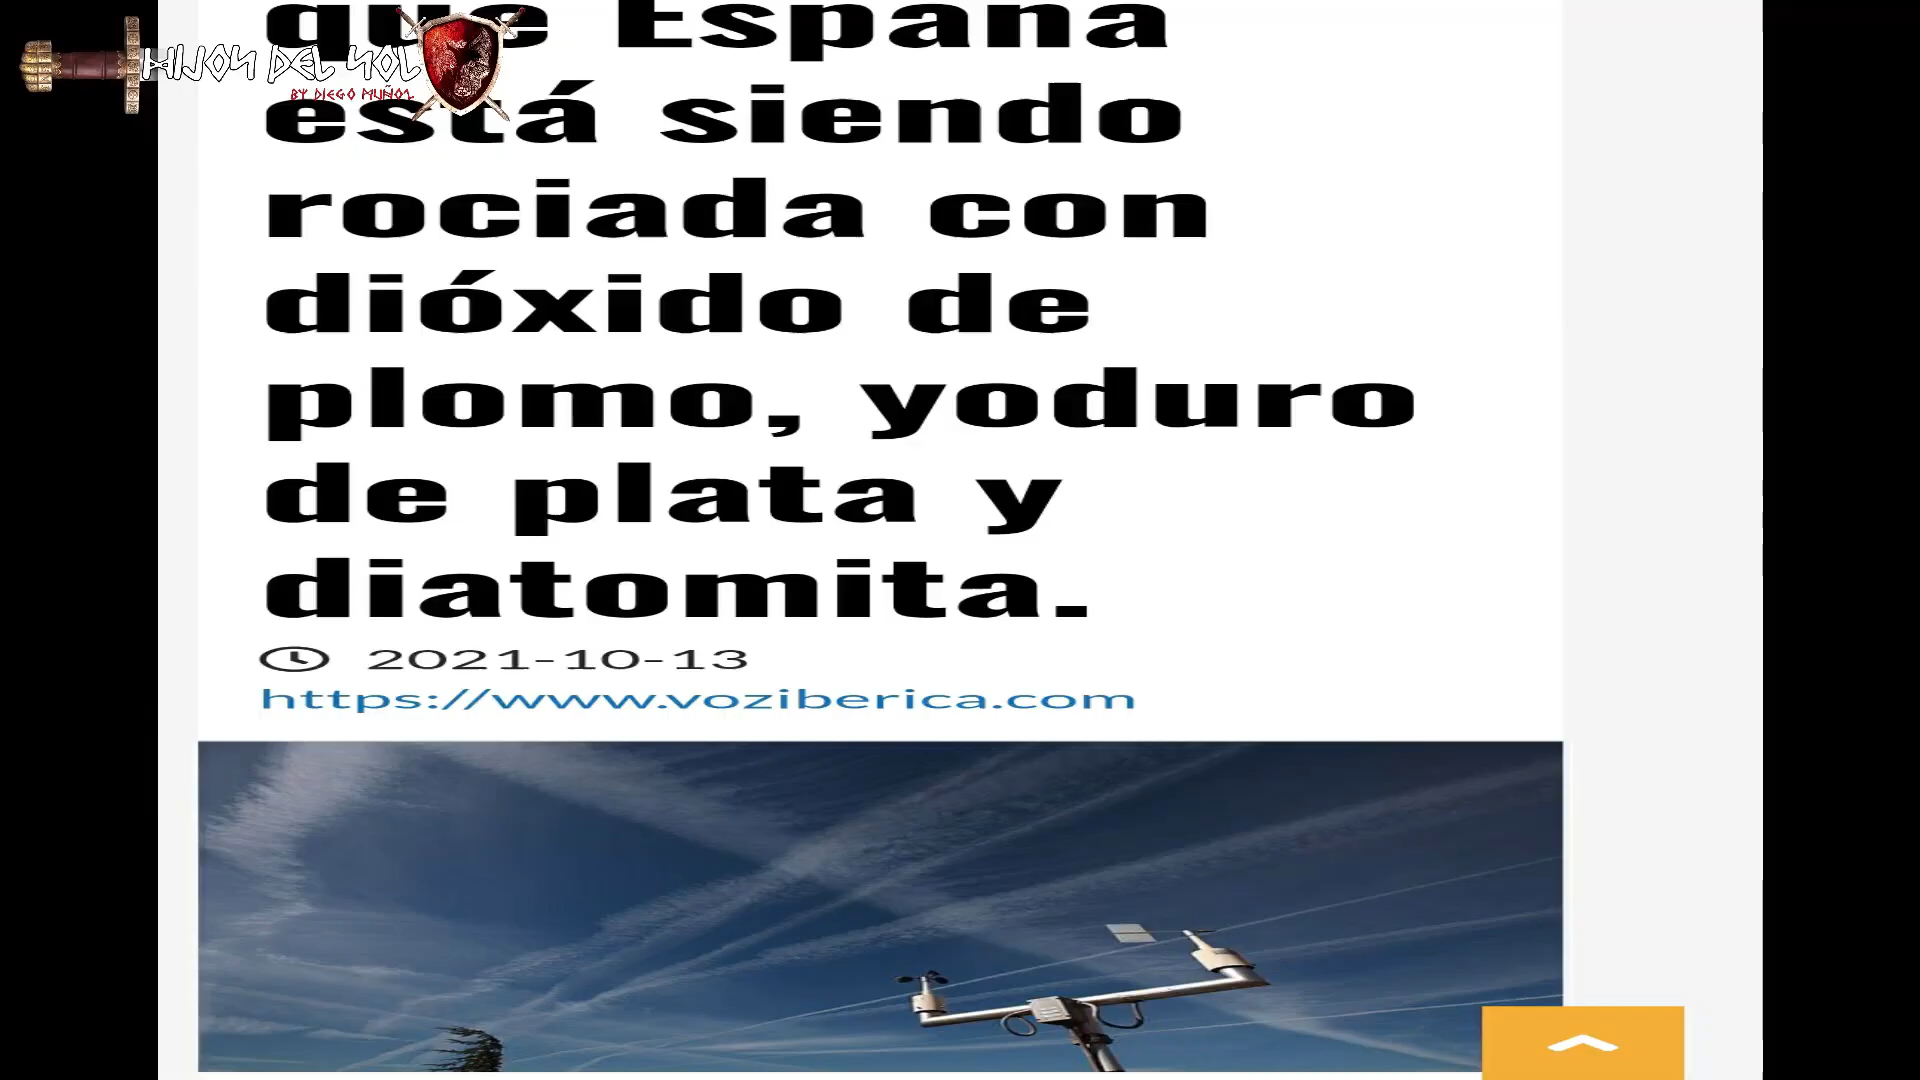 HIJOS DEL SOL
BY DIEGO MUÑOZ
que España
está siendo
rociada con
dióxido de
plomo, yoduro
de plata y
diatomita.
2021-10-13
https://www.voziberica.com